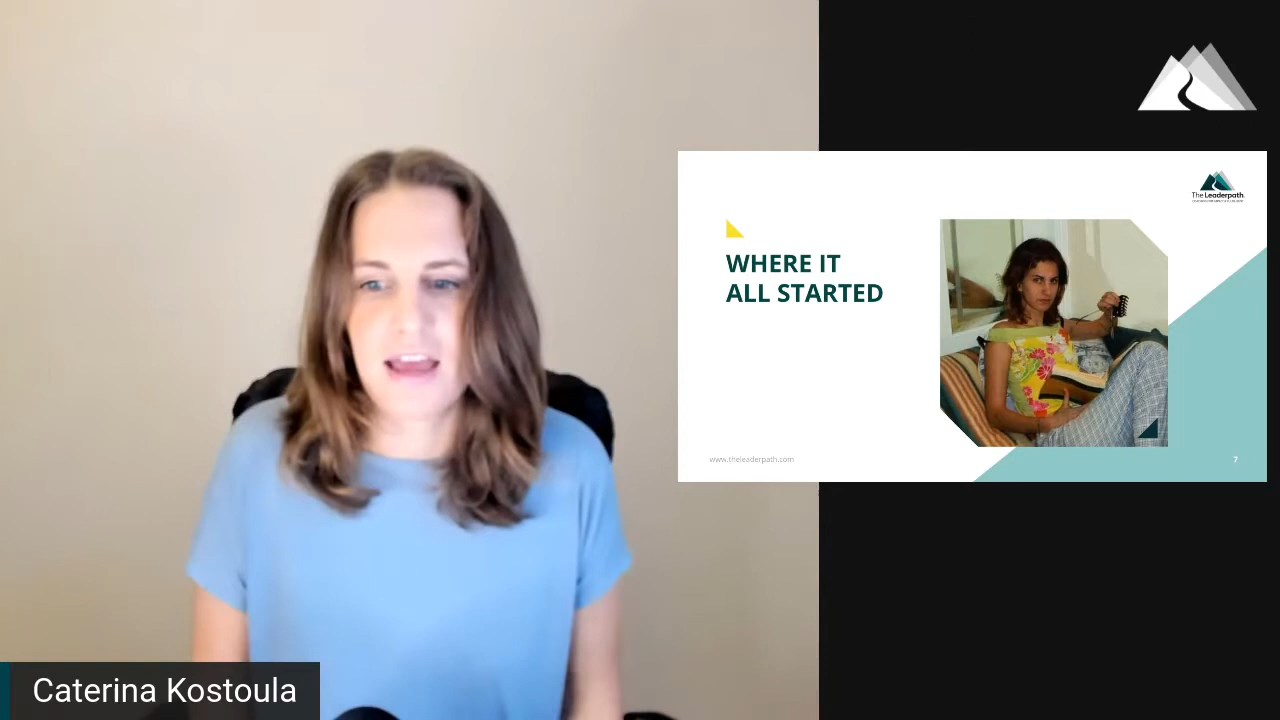 The Leaderpath
WHERE IT
ALL STARTED
www.theleaderpath.com
7
Caterina Kostoula